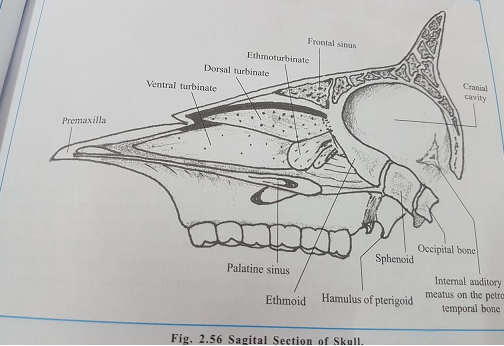 Frontal sinus
Ethmoturbinate
Dorsal turbinate
Ventral turbinate
Cranial
cavity
Premaxilla
Occipital bone
Sphenoid
Palatine sinus
Internal auditory
meatus on the petro
temporal bone
Ethmoid
Hamulus of pterigoid
Fig. 2.56 Sagital Section of Skull.